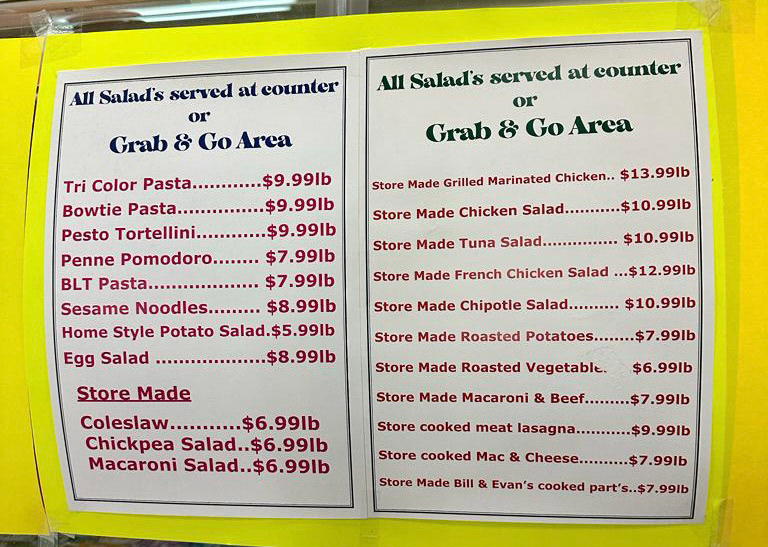 All Salad's served at counter
or
Grab & Go Area
Tri Color Pasta............$9.99lb
Bowtie Pasta...............$9.99lb
Pesto Tortellini............$9.99lb
Penne Pomodoro........ $7.99lb
BLT Pasta................... $7.99lb
Sesame Noodles......... $8.99lb
Home Style Potato Salad.$5.99lb
Egg Salad ...................$8.99lb
Store Made
Coleslaw...........$6.99lb
Chickpea Salad..$6.99lb
Macaroni Salad..$6.99lb
All Salad's served at counter
or
Grab & Go Area
Store Made Grilled Marinated Chicken.. $13.99lb
Store Made Chicken Salad..........$10.99lb
Store Made Tuna Salad............... $10.99lb
Store Made French Chicken Salad ...$12.99lb
Store Made Chipotle Salad......... $10.99lb
Store Made Roasted Potatoes.......$7.99lb
Store Made Roasted Vegetable. $6.99lb
Store Made Macaroni & Beef.........$7.99lb
Store cooked meat lasagna...........$9.99lb
Store cooked Mac & Cheese..........$7.99lb
Store Made Bill & Evan's cooked part's..$7.99lb